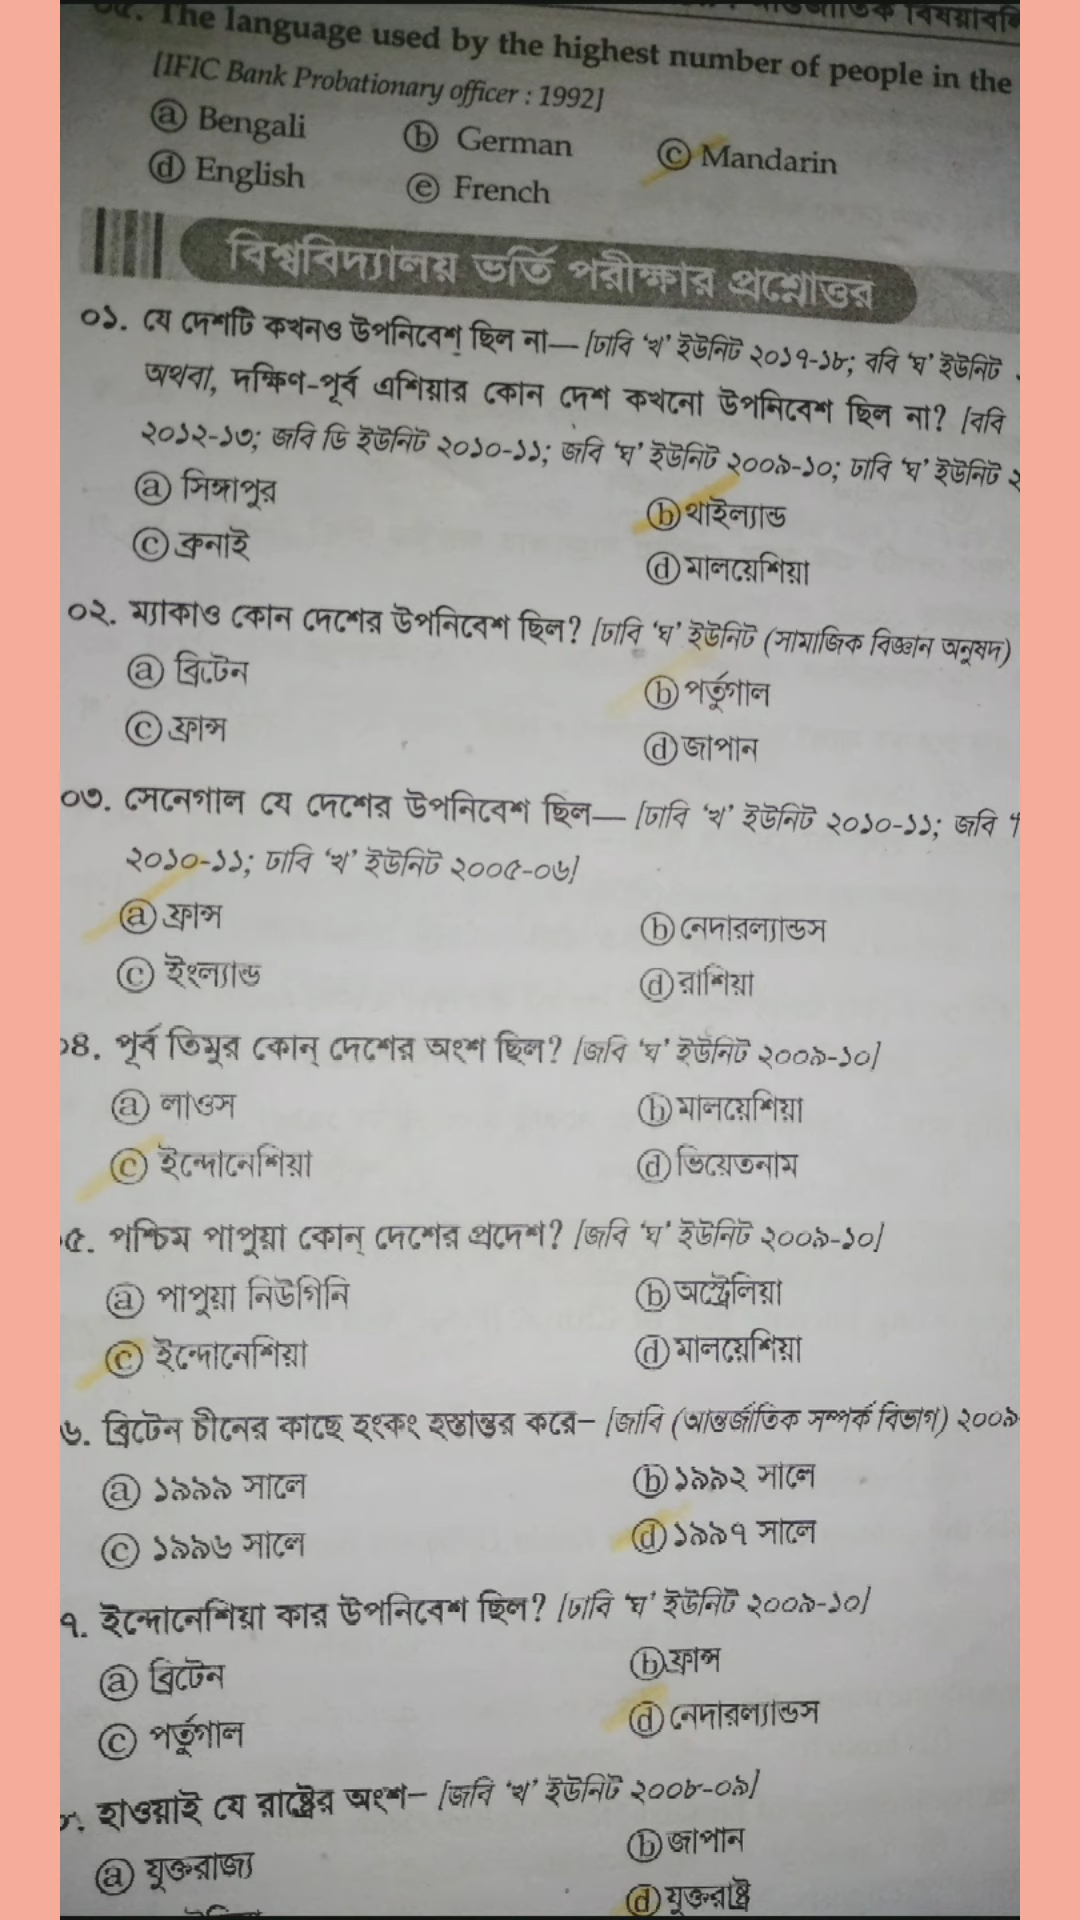 The language used by the highest number of people in the
[IFIC Bank Probationary officer : 1992]
ⓐ Bengali ⓑ German ⓒ Mandarin
ⓓ English ⓔ French
বিশ্ববিদ্যালয় ভর্তি পরীক্ষার প্রশ্নোত্তর
০১. যে দেশটি কখনও উপনিবেশ ছিল না— [ঢাবি ‘খ’ ইউনিট ২০১৭-১৮; ববি ‘ঘ’ ইউনিট
অথবা, দক্ষিণ-পূর্ব এশিয়ার কোন দেশ কখনো উপনিবেশ ছিল না? [ববি
২০১২-১৩; জবি ডি ইউনিট ২০১০-১১; জবি ‘ঘ’ ইউনিট ২০০৯-১০; ঢাবি ‘ঘ’ ইউনিট ২
ⓐ সিঙ্গাপুর ⓑ থাইল্যান্ড
ⓒ ব্রুনাই ⓓ মালয়েশিয়া
০২. ম্যাকাও কোন দেশের উপনিবেশ ছিল? [ঢাবি ‘ঘ’ ইউনিট (সামাজিক বিজ্ঞান অনুষদ)
ⓐ ব্রিটেন ⓑ পর্তুগাল
ⓒ ফ্রান্স ⓓ জাপান
০৩. সেনেগাল যে দেশের উপনিবেশ ছিল— [ঢাবি ‘খ’ ইউনিট ২০১০-১১; জবি
২০১০-১১; ঢাবি ‘খ’ ইউনিট ২০০৫-০৬]
ⓐ ফ্রান্স ⓑ নেদারল্যান্ডস
ⓒ ইংল্যান্ড ⓓ রাশিয়া
০৪. পূর্ব তিমুর কোন্ দেশের অংশ ছিল? [জবি ‘ঘ’ ইউনিট ২০০৯-১০]
ⓐ লাওস ⓑ মালয়েশিয়া
ⓒ ইন্দোনেশিয়া ⓓ ভিয়েতনাম
৫. পশ্চিম পাপুয়া কোন্ দেশের প্রদেশ? [জবি ‘ঘ’ ইউনিট ২০০৯-১০]
ⓐ পাপুয়া নিউগিনি ⓑ অস্ট্রেলিয়া
ⓒ ইন্দোনেশিয়া ⓓ মালয়েশিয়া
৬. ব্রিটেন চীনের কাছে হংকং হস্তান্তর করে– [জাবি (আন্তর্জাতিক সম্পর্ক বিভাগ) ২০০৯
ⓐ ১৯৯৯ সালে ⓑ ১৯৯২ সালে
ⓒ ১৯৯৬ সালে ⓓ ১৯৯৭ সালে
৭. ইন্দোনেশিয়া কার উপনিবেশ ছিল? [ঢাবি ‘ঘ’ ইউনিট ২০০৯-১০]
ⓐ ব্রিটেন ⓑ ফ্রান্স
ⓒ পর্তুগাল ⓓ নেদারল্যান্ডস
৮. হাওয়াই যে রাষ্ট্রের অংশ– [জবি ‘খ’ ইউনিট ২০০৮-০৯]
ⓐ যুক্তরাজ্য ⓑ জাপান
ⓓ যুক্তরাষ্ট্র